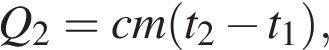 Q₂ = cm(t₂ − t₁),